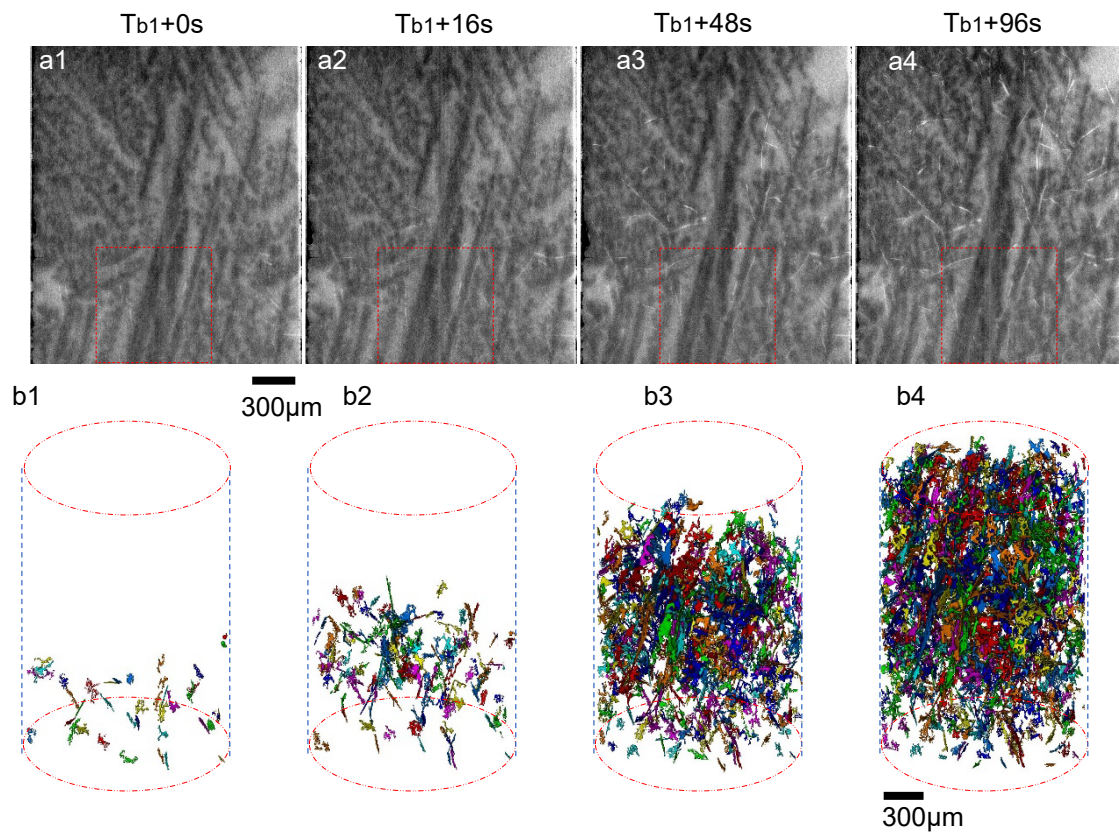 Tb1+0s
Tb1+16s
Tb1+48s
Tb1+96s
a1
a2
a3
a4
300μm
b1
b2
b3
b4
300μm